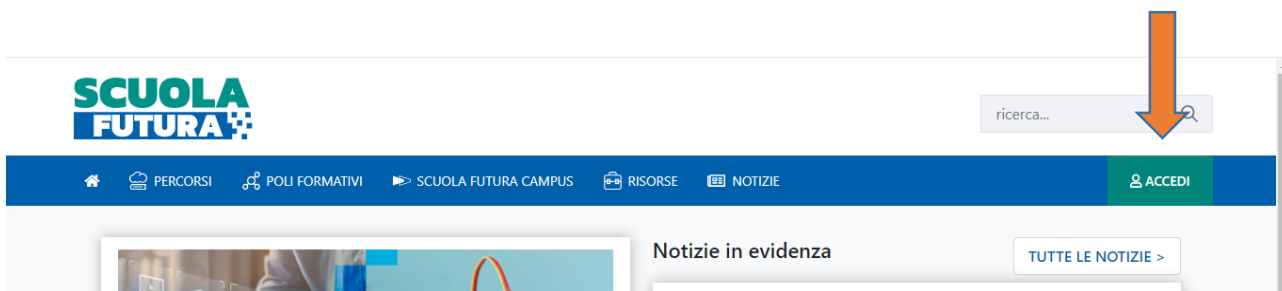 SCUOLA
FUTURA
ricerca...
PERCORSI POLI FORMATIVI SCUOLA FUTURA CAMPUS RISORSE NOTIZIE ACCEDI
Notizie in evidenza
TUTTE LE NOTIZIE >